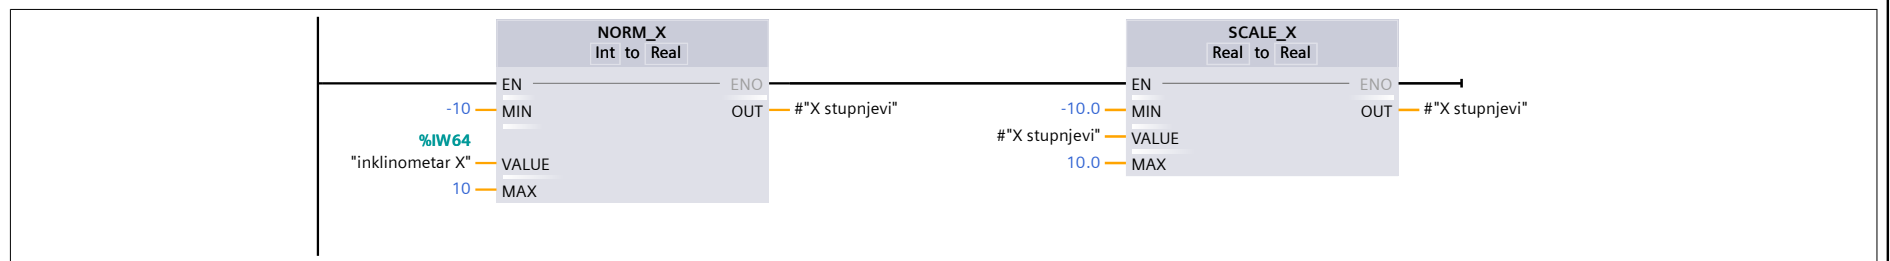 NORM_X
Int to Real
EN ENO
-10 MIN OUT #"X stupnjevi"
%IW64
"inklinometar X" VALUE
10 MAX
SCALE_X
Real to Real
EN ENO
-10.0 MIN OUT #"X stupnjevi"
#"X stupnjevi" VALUE
10.0 MAX